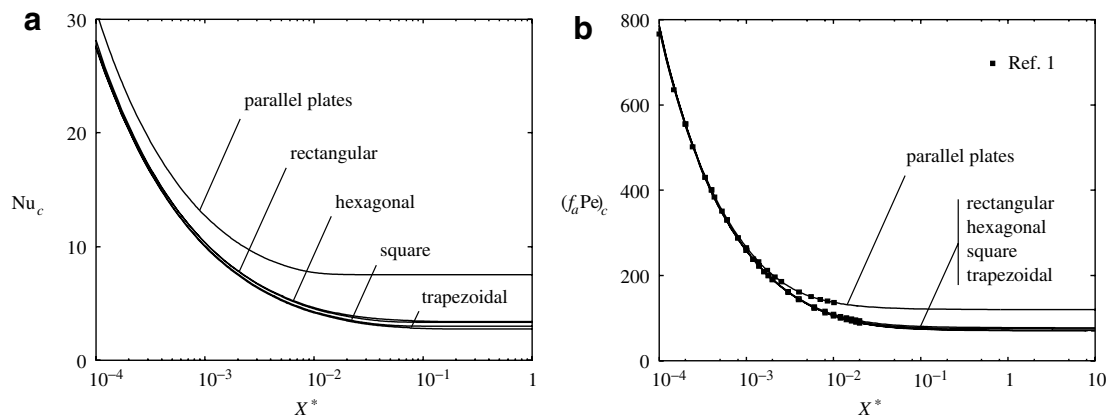 a
30
20
10
0
Nu_c
parallel plates
rectangular
hexagonal
square
trapezoidal
10^−4
10^−3
10^−2
10^−1
1
X*
b
800
600
400
200
0
(f_aPe)_c
Ref. 1
parallel plates
rectangular
hexagonal
square
trapezoidal
10^−4
10^−3
10^−2
10^−1
1
10
X*